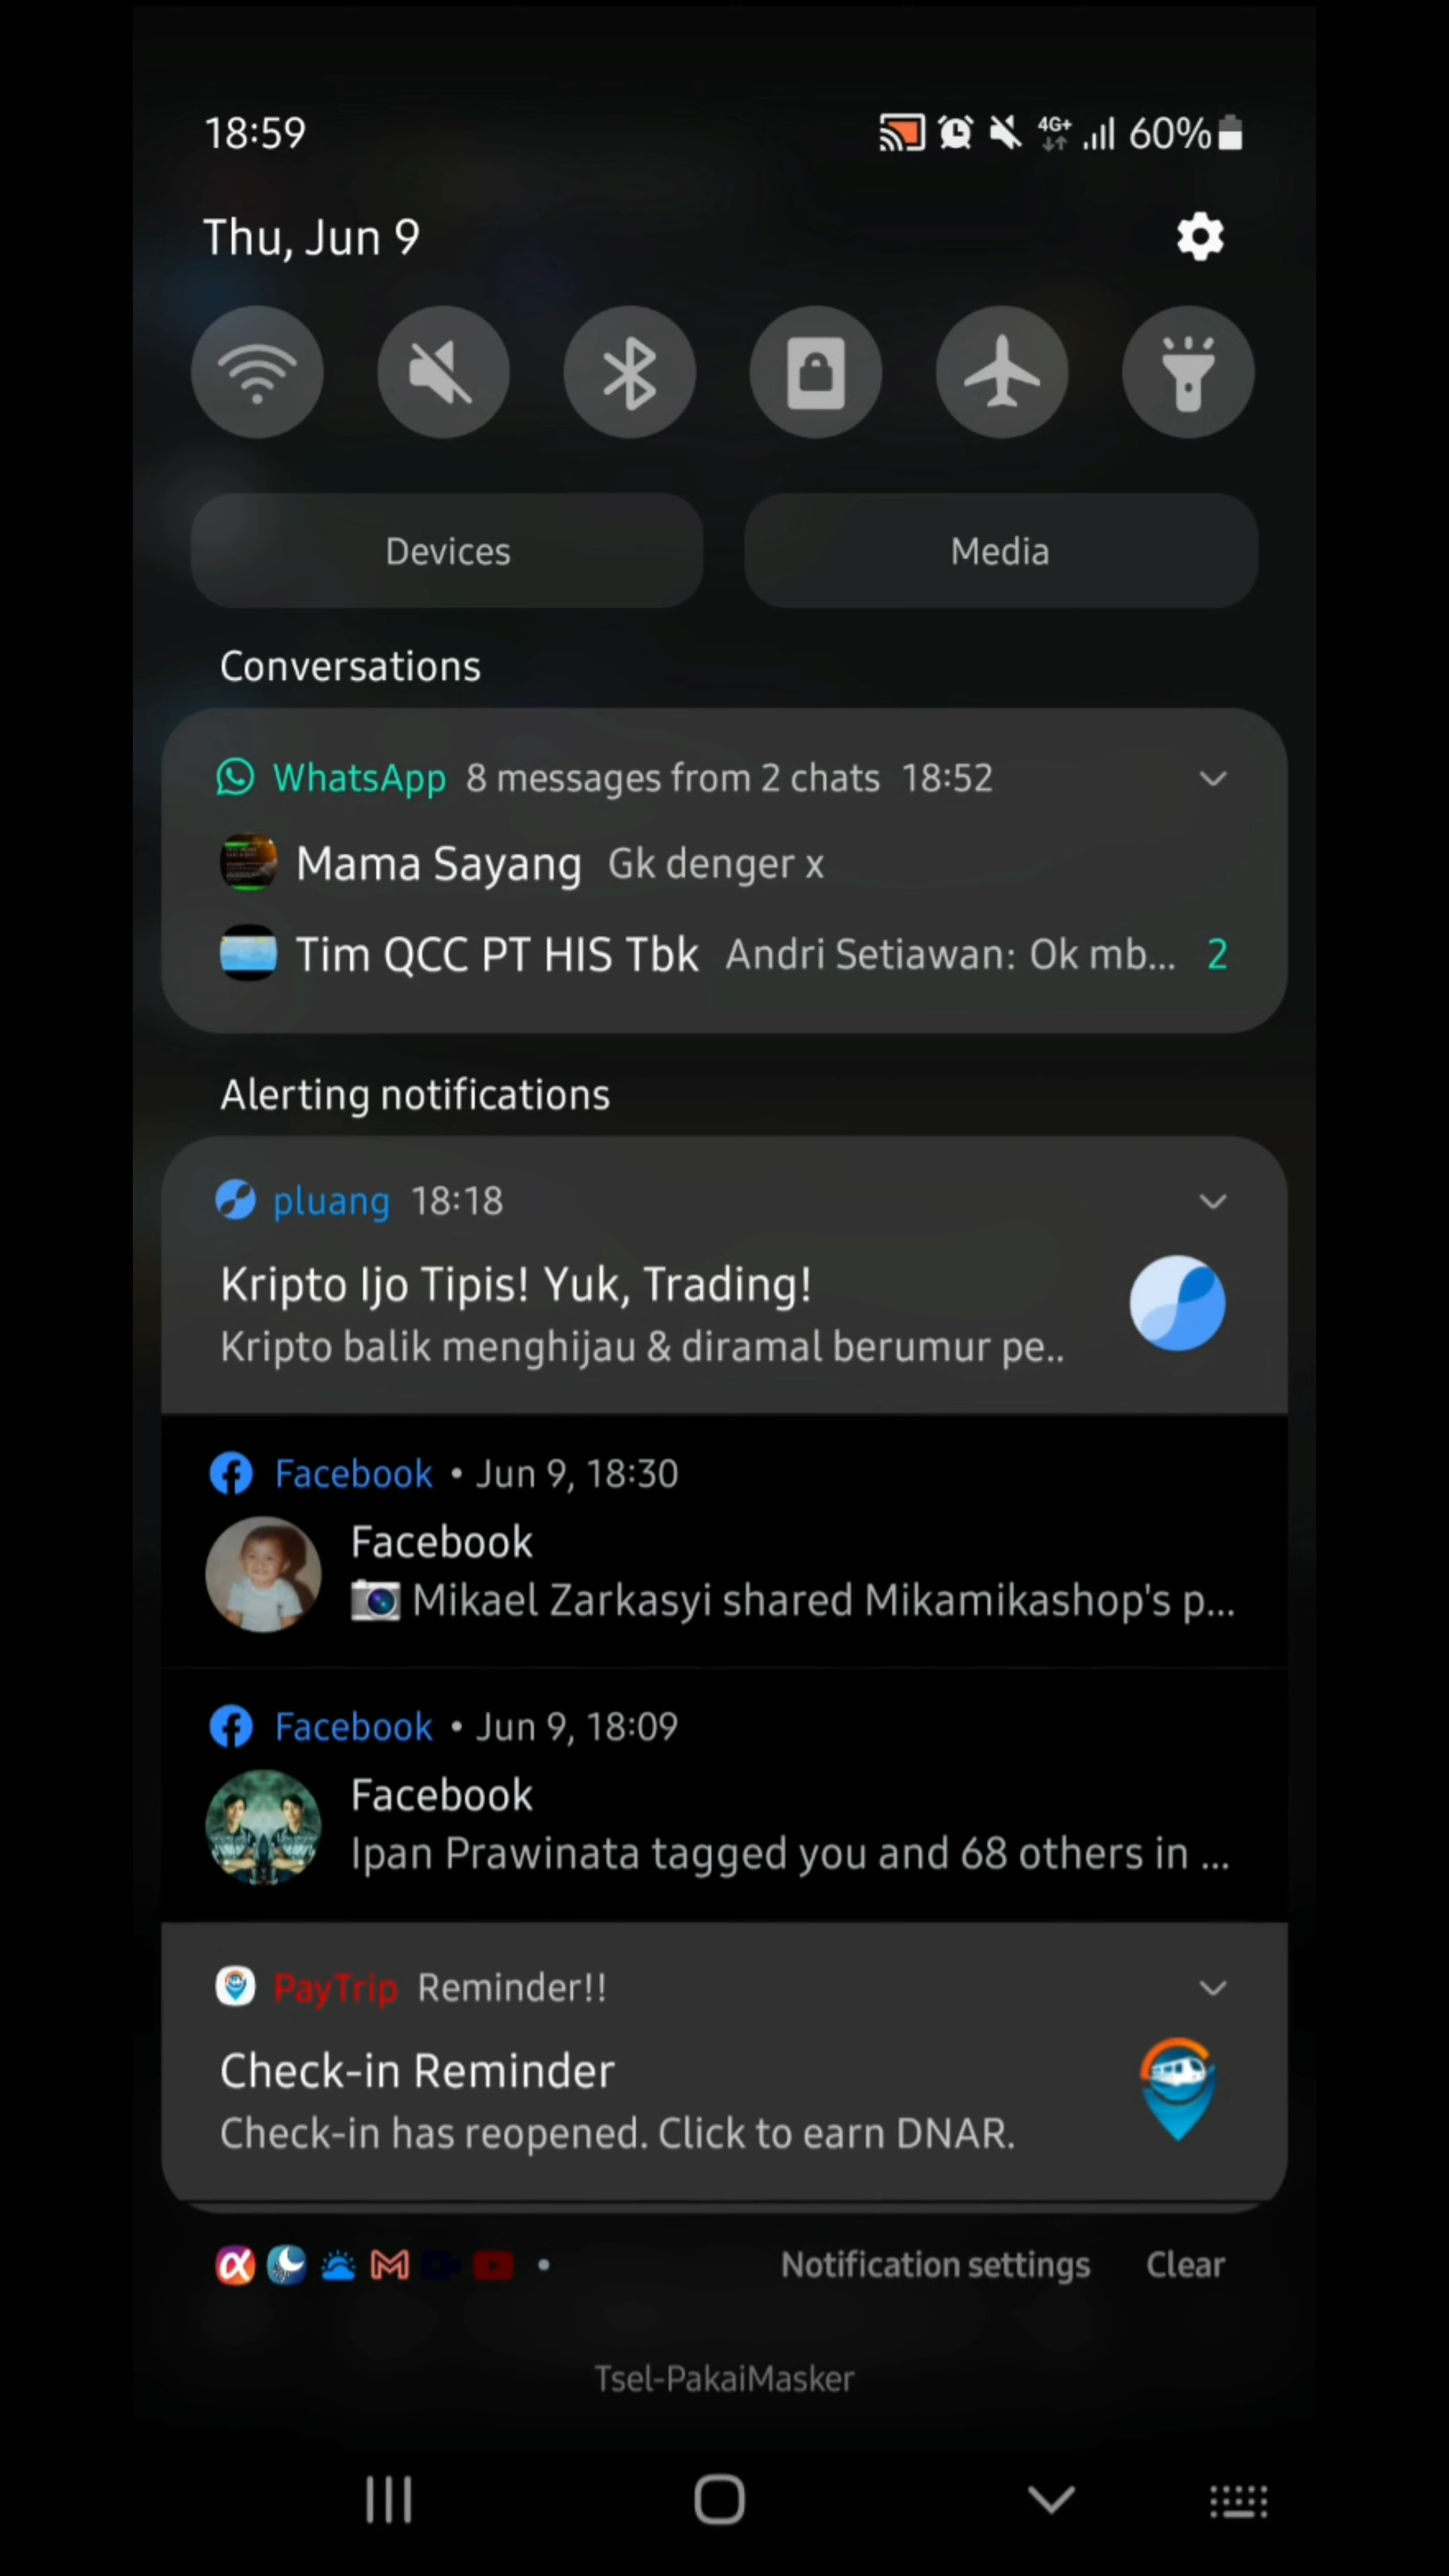 18:59 4G+ 60%
Thu, Jun 9
Devices Media
Conversations
WhatsApp 8 messages from 2 chats 18:52
Mama Sayang Gk denger x
Tim QCC PT HIS Tbk Andri Setiawan: Ok mb... 2
Alerting notifications
pluang 18:18
Kripto Ijo Tipis! Yuk, Trading!
Kripto balik menghijau & diramal berumur pe..
Facebook • Jun 9, 18:30
Facebook
Mikael Zarkasyi shared Mikamikashop's p...
Facebook • Jun 9, 18:09
Facebook
Ipan Prawinata tagged you and 68 others in ...
PayTrip Reminder!!
Check-in Reminder
Check-in has reopened. Click to earn DNAR.
Notification settings Clear
Tsel-PakaiMasker